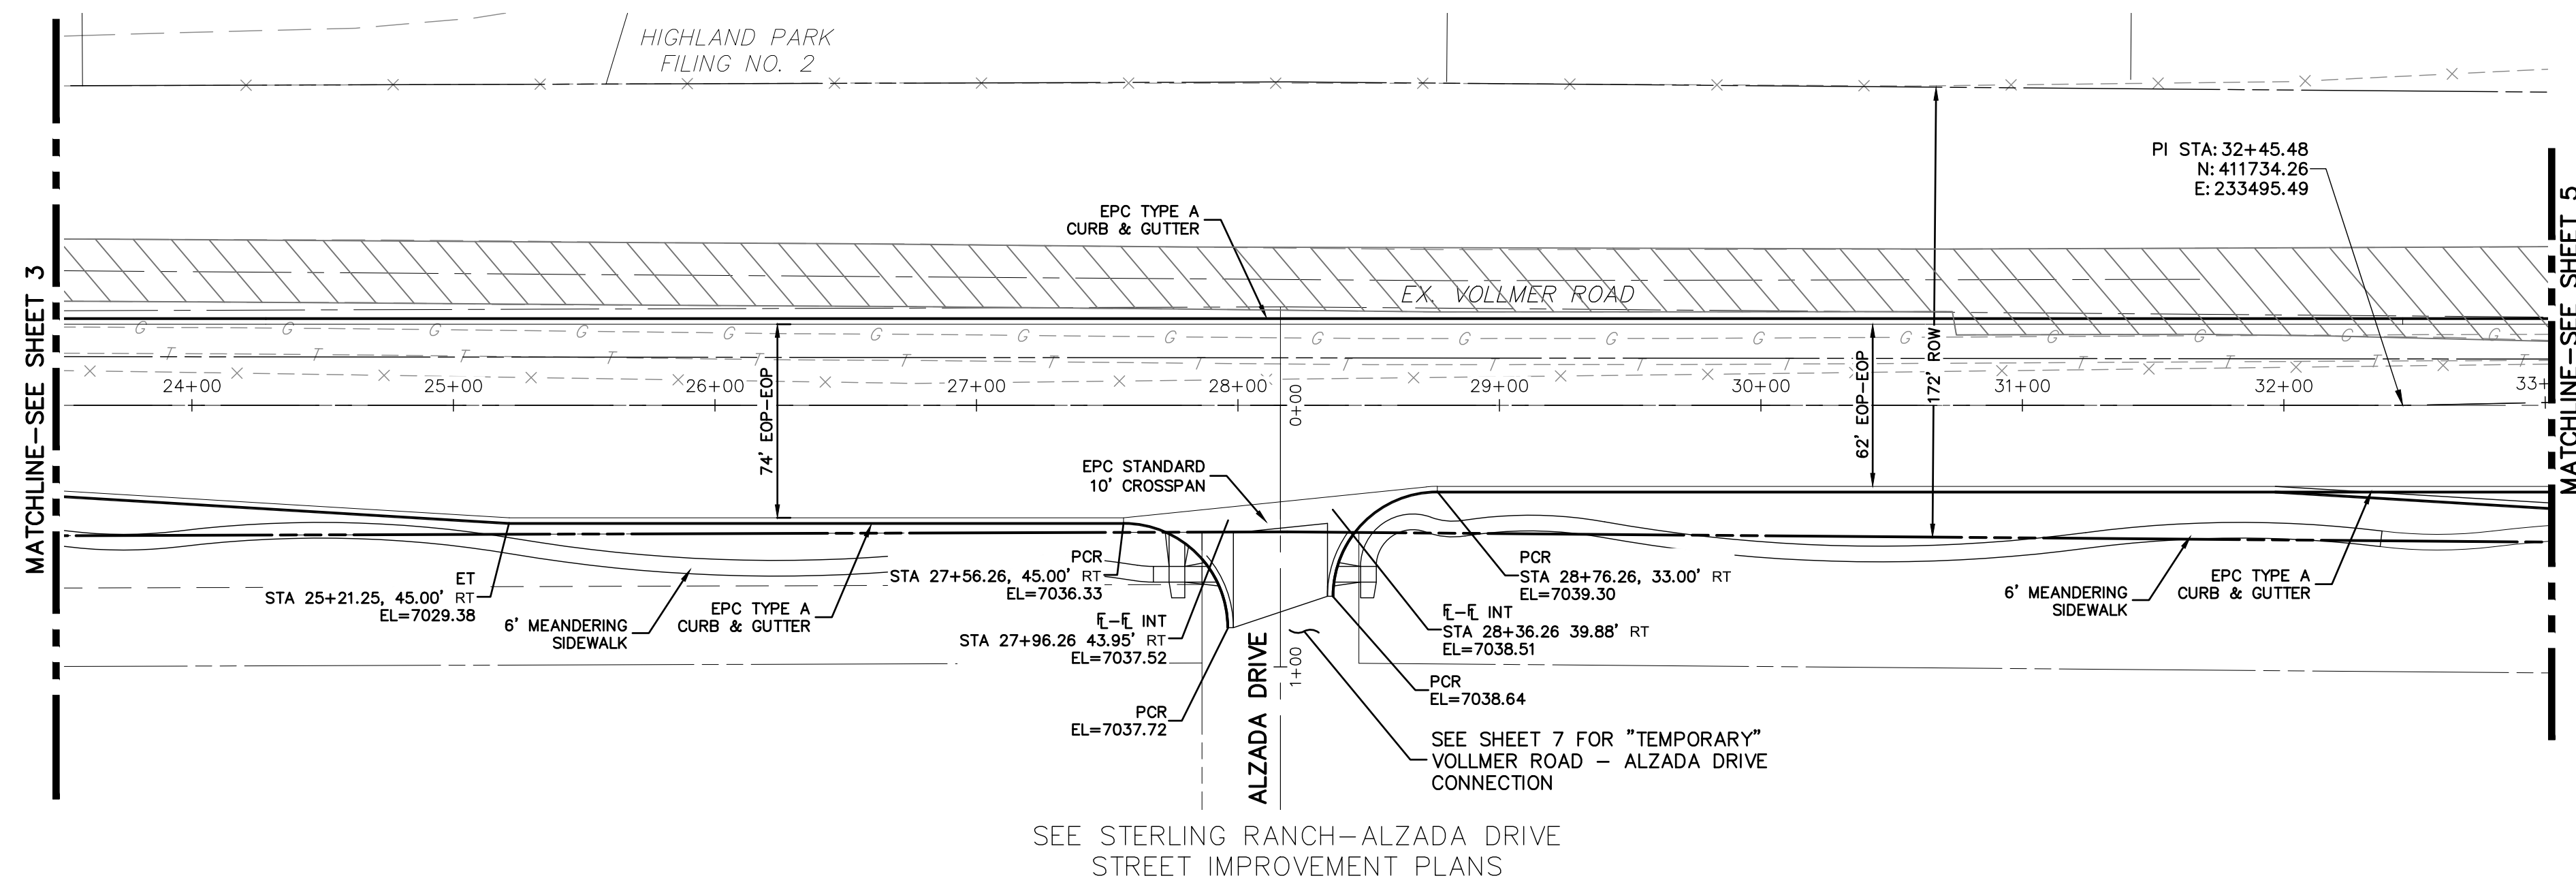 HIGHLAND PARK
FILING NO. 2
PI STA: 32+45.48
N: 411734.26
E: 233495.49
EPC TYPE A
CURB & GUTTER
MATCHLINE-SEE SHEET 3
MATCHLINE-SEE SHEET 5
EX. VOLLMER ROAD
G G G G G G G G G G G G G G G G G
T T T T T T T T T T T T
24+00 25+00 26+00 27+00 28+00 29+00 30+00 31+00 32+00 33+
0+00
74' EOP-EOP
62' EOP-EOP
172' ROW
EPC STANDARD
10' CROSSPAN
ET
STA 25+21.25, 45.00' RT
EL=7029.38
6' MEANDERING
SIDEWALK
EPC TYPE A
CURB & GUTTER
PCR
STA 27+56.26, 45.00' RT
EL=7036.33
FL-FL INT
STA 27+96.26 43.95' RT
EL=7037.52
PCR
EL=7037.72
PCR
STA 28+76.26, 33.00' RT
EL=7039.30
FL-FL INT
STA 28+36.26 39.88' RT
EL=7038.51
PCR
EL=7038.64
6' MEANDERING
SIDEWALK
EPC TYPE A
CURB & GUTTER
ALZADA DRIVE
1+00
SEE SHEET 7 FOR "TEMPORARY"
VOLLMER ROAD - ALZADA DRIVE
CONNECTION
SEE STERLING RANCH-ALZADA DRIVE
STREET IMPROVEMENT PLANS